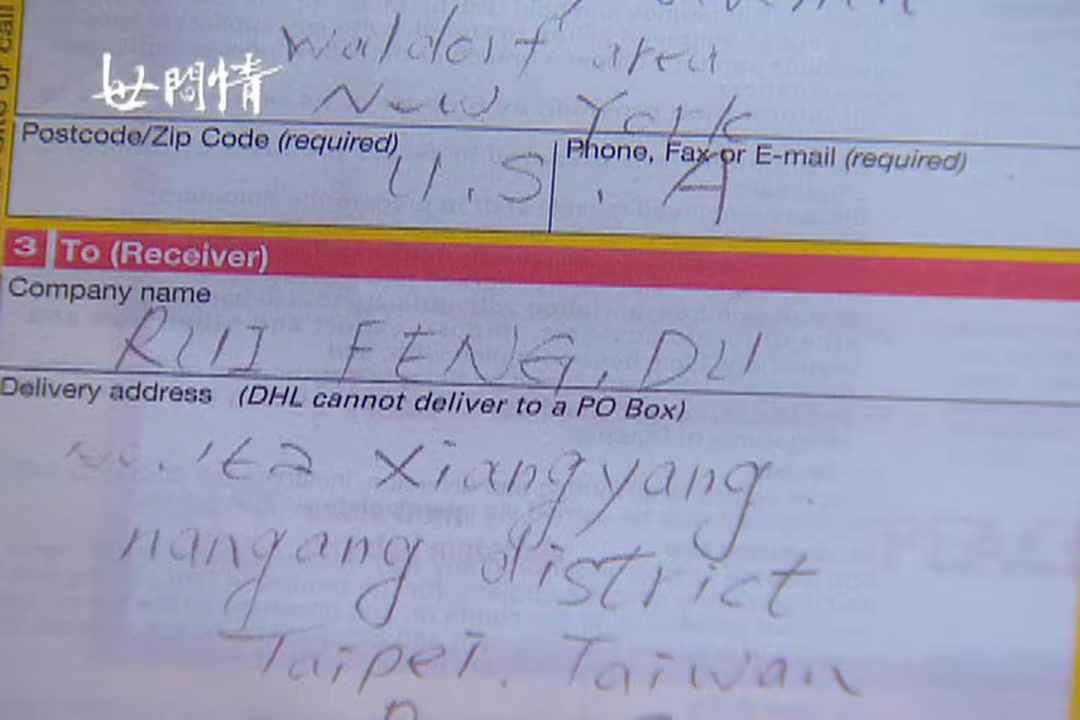 waldorf area
世間情
New York
Postcode/Zip Code (required)
Phone, Fax or E-mail (required)
U.S.A
3 To (Receiver)
Company name
RUI FENG, DU
Delivery address (DHL cannot deliver to a PO Box)
Xiangyang
nangang district
Taipei. Taiwan